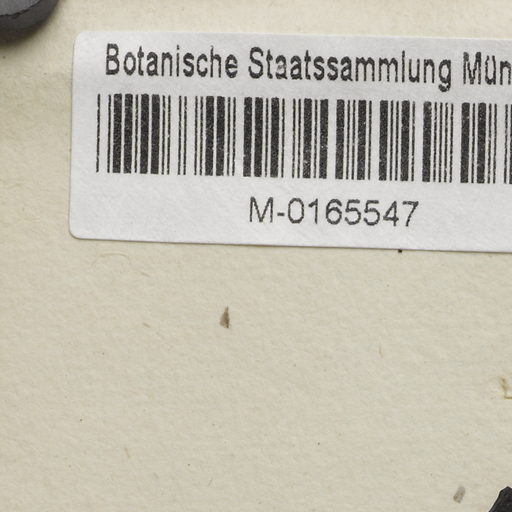 Botanische Staatssammlung Mün
M-0165547